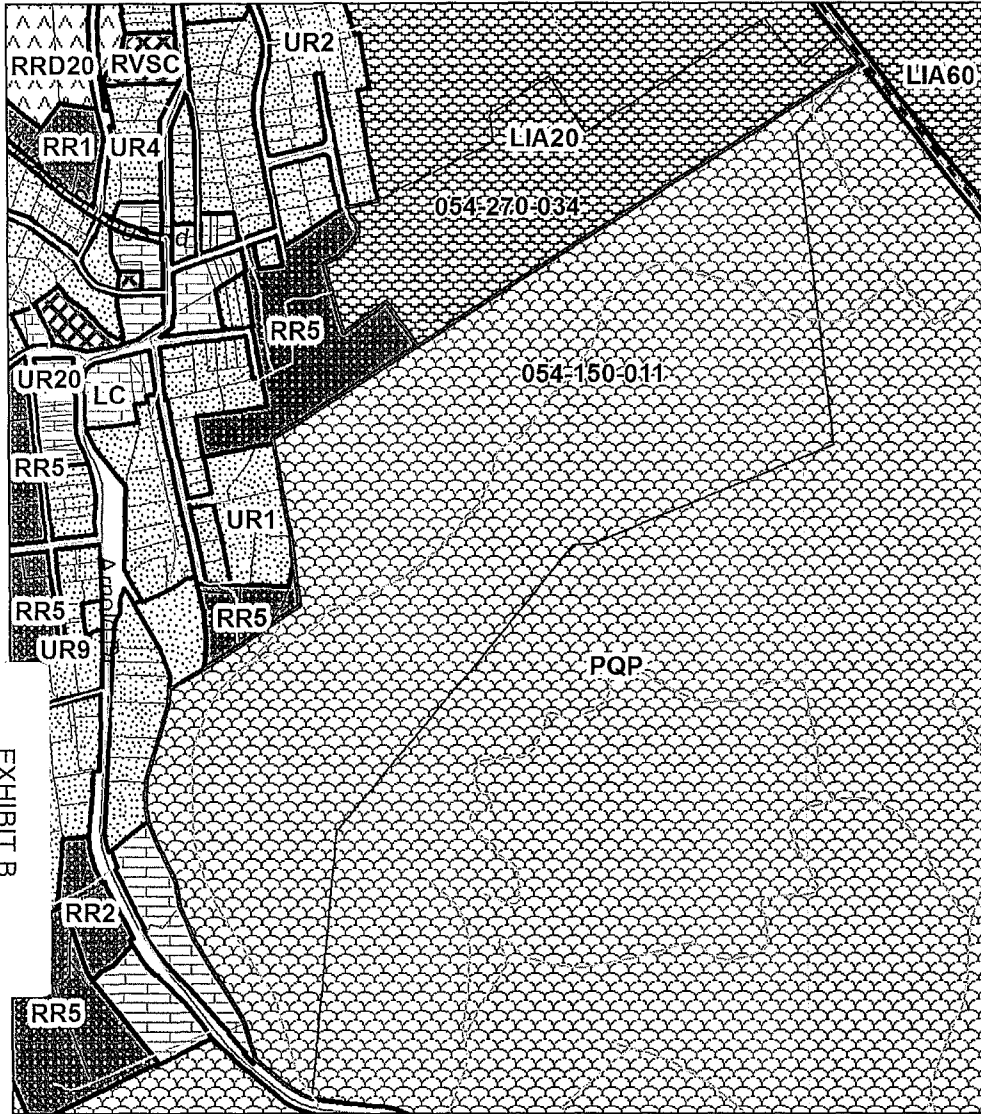 UR2
RRD20
RVSC
LIA60
RR1
UR4
LIA20
054-270-034
RR5
054-150-011
UR20
LC
RR5
UR1
RR5
RR5
UR9
PQP
EXHIBIT B
RR2
RR5